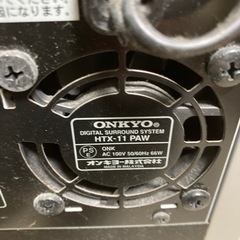 になります。
ONKYO®
DIGITAL SURROUND SYSTEM
HTX-11 PAW
PS E
ONK
AC 100V 50/60Hz 66W
オンキヨー株式会社
MADE IN MALAYSIA